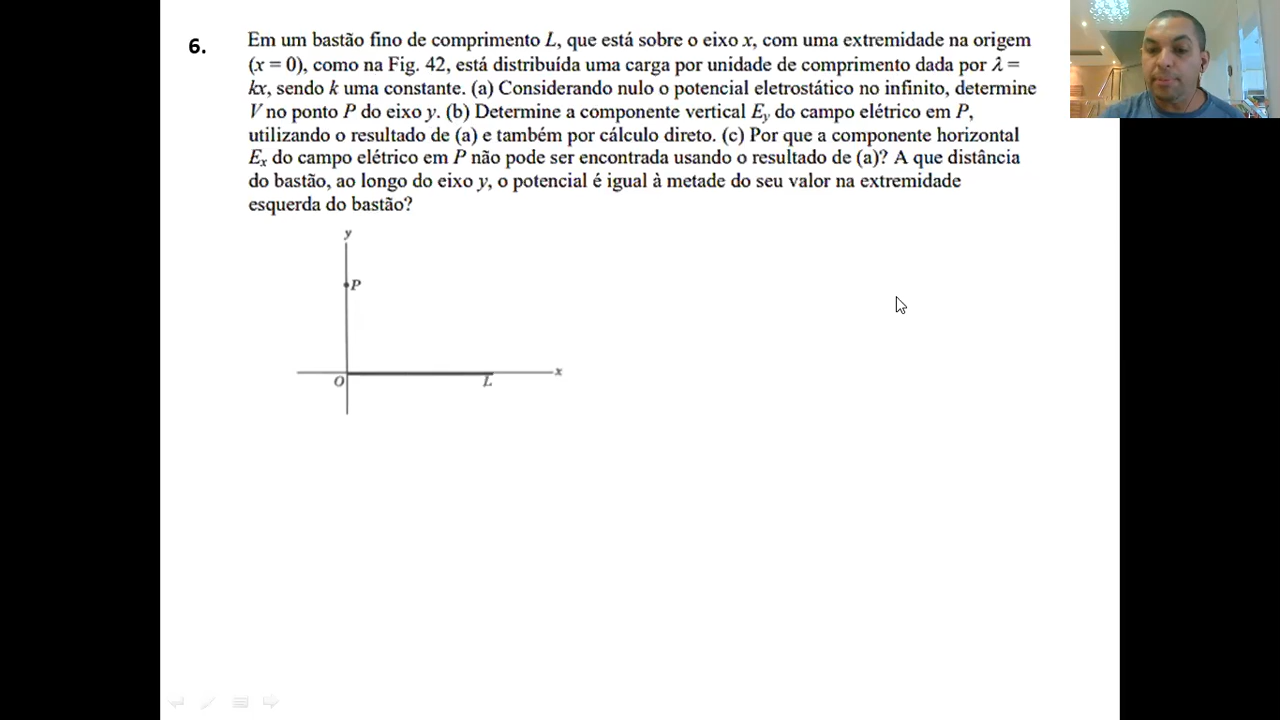 6.
Em um bastão fino de comprimento L, que está sobre o eixo x, com uma extremidade na origem
(x = 0), como na Fig. 42, está distribuída uma carga por unidade de comprimento dada por λ =
kx, sendo k uma constante. (a) Considerando nulo o potencial eletrostático no infinito, determine
V no ponto P do eixo y. (b) Determine a componente vertical Ey do campo elétrico em P,
utilizando o resultado de (a) e também por cálculo direto. (c) Por que a componente horizontal
Ex do campo elétrico em P não pode ser encontrada usando o resultado de (a)? A que distância
do bastão, ao longo do eixo y, o potencial é igual à metade do seu valor na extremidade
esquerda do bastão?
y
P
x
O
L